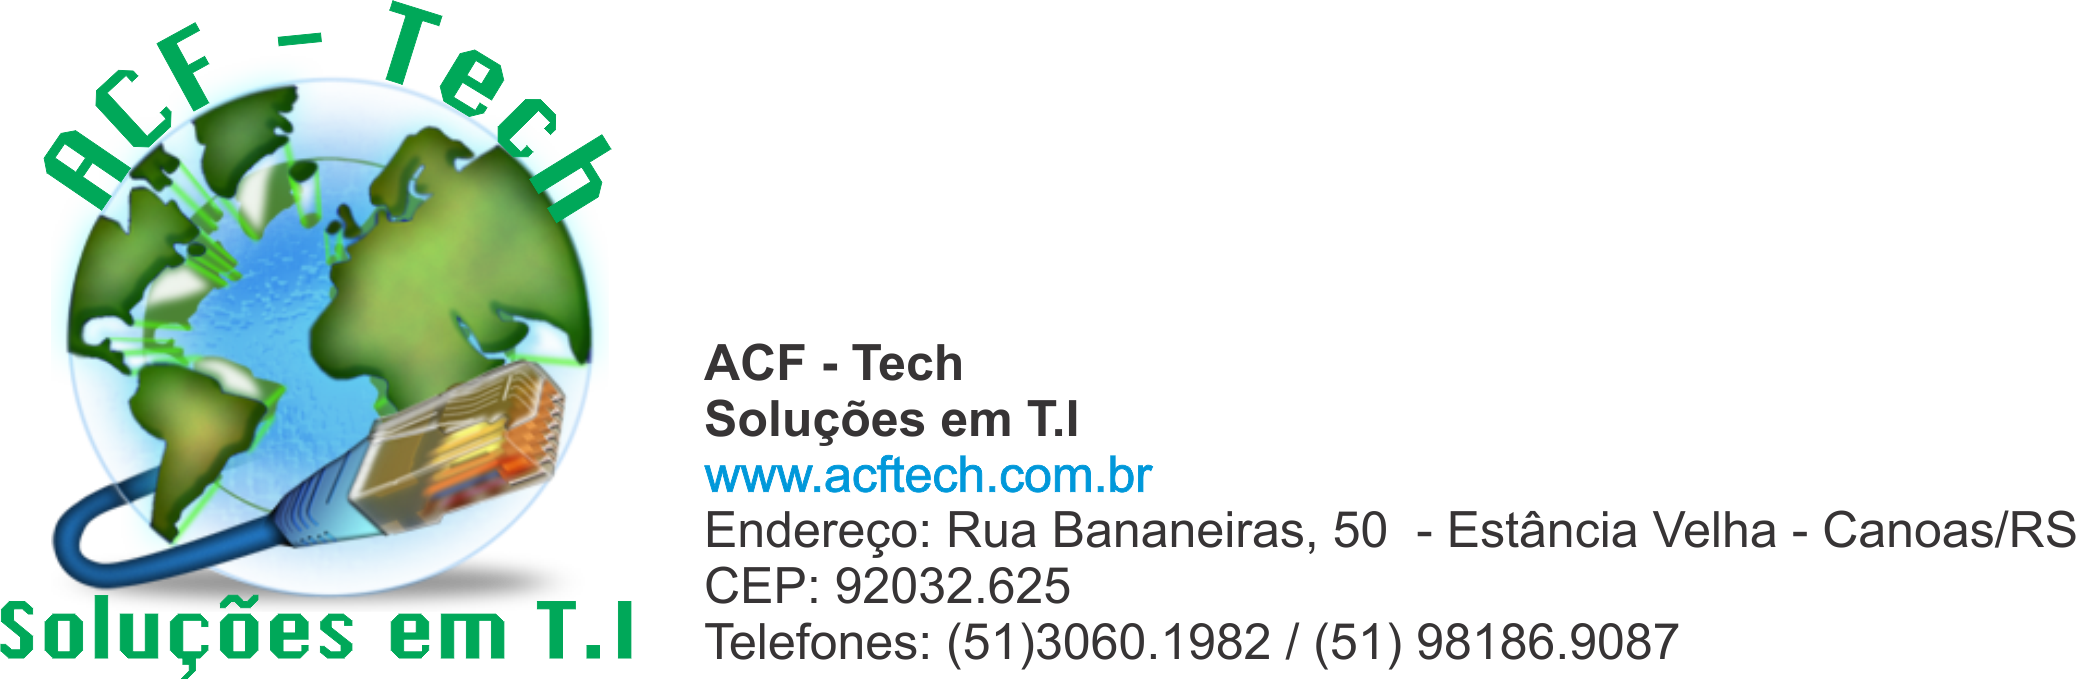 ACF - Tech
Soluções em T.I
ACF - Tech
Soluções em T.I
www.acftech.com.br
Endereço: Rua Bananeiras, 50  - Estância Velha - Canoas/RS
CEP: 92032.625
Telefones: (51)3060.1982 / (51) 98186.9087